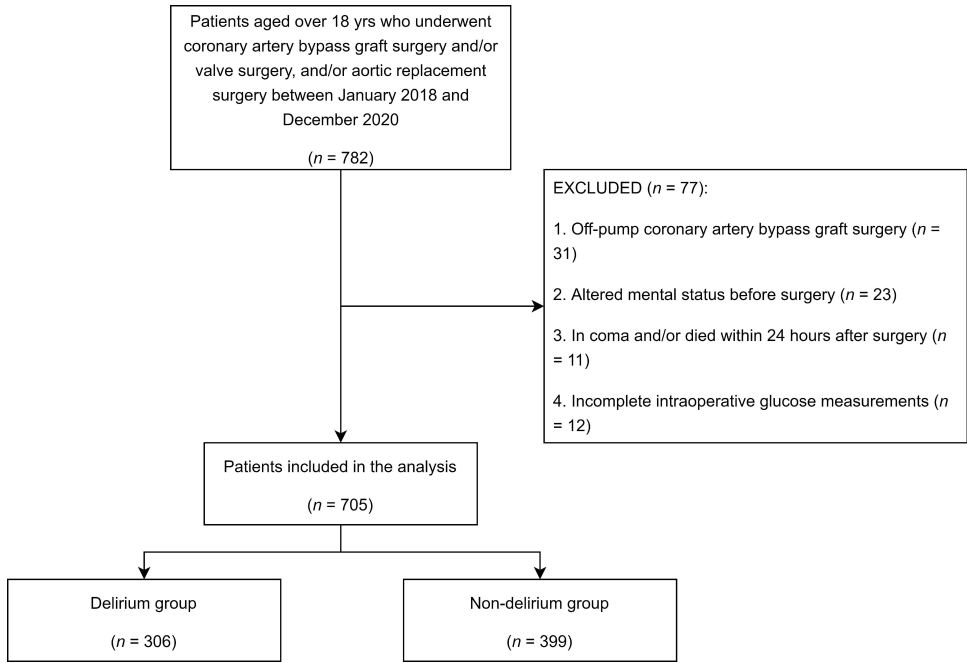 Patients aged over 18 yrs who underwent
coronary artery bypass graft surgery and/or
valve surgery, and/or aortic replacement
surgery between January 2018 and
December 2020
(n = 782)
EXCLUDED (n = 77):
1. Off-pump coronary artery bypass graft surgery (n =
31)
2. Altered mental status before surgery (n = 23)
3. In coma and/or died within 24 hours after surgery (n
= 11)
4. Incomplete intraoperative glucose measurements (n
= 12)
Patients included in the analysis
(n = 705)
Delirium group
(n = 306)
Non-delirium group
(n = 399)